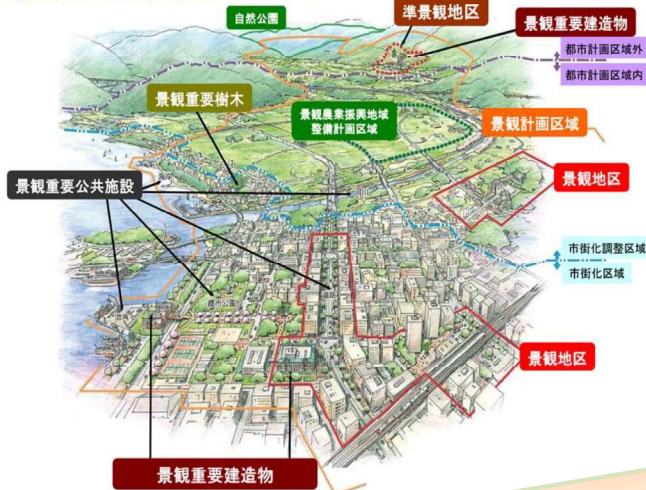 自然公園
準景観地区
景観重要建造物
都市計画区域外
都市計画区域内
景観重要樹木
景観農業振興地域
整備計画区域
景観計画区域
景観重要公共施設
景観地区
市街化調整区域
市街化区域
都市公園
道路
景観地区
景観重要建造物